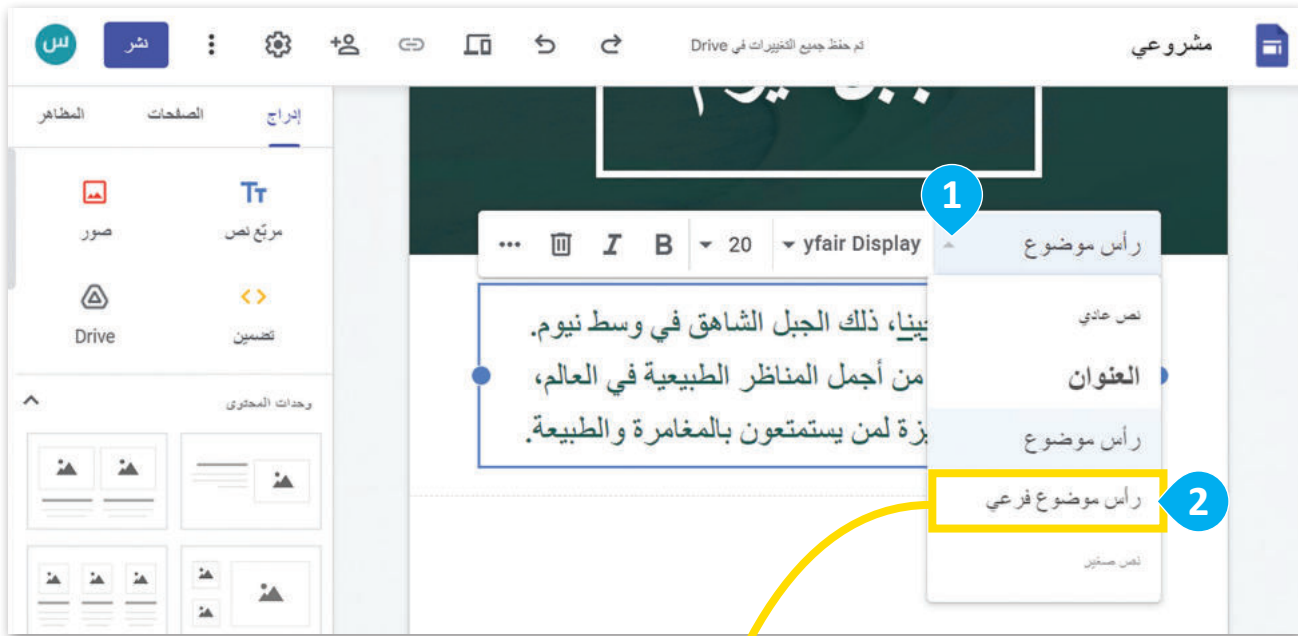 مشروعي
تم حفظ جميع التغييرات في Drive
نشر
س
إدراج
الصفحات
المظاهر
مربّع نص
صور
تضمين
Drive
وحدات المحتوى
1
رأس موضوع
yfair Display
20
B
I
نص عادي
العنوان
رأس موضوع
رأس موضوع فرعي
2
نص صغير
ذلك الجبل الشاهق في وسط نيوم.
من أجمل المناظر الطبيعية في العالم،
لمن يستمتعون بالمغامرة والطبيعة.